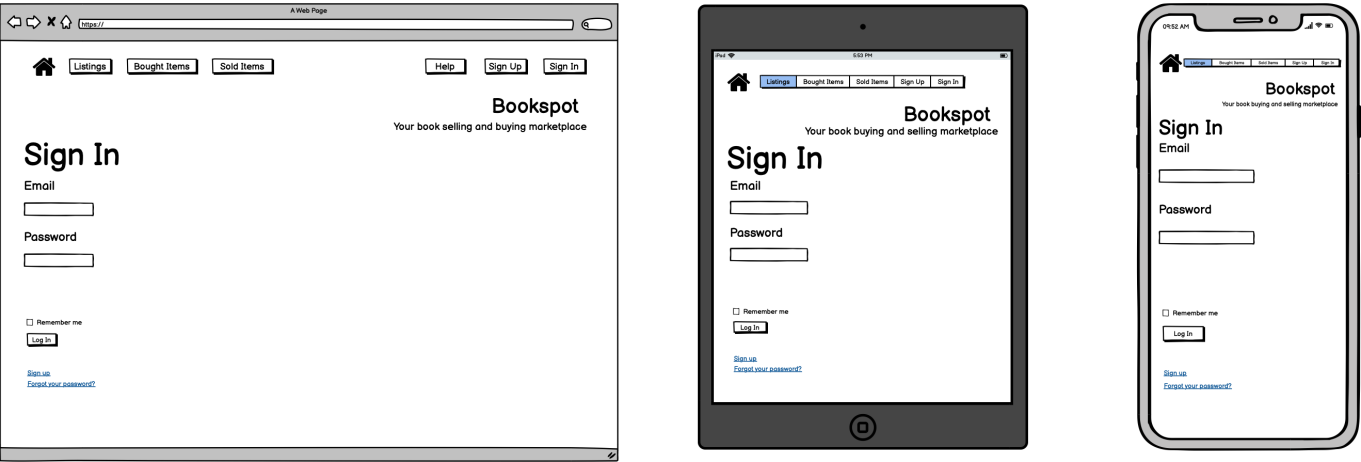 A Web Page
https://
Listings Bought Items Sold Items Help Sign Up Sign In
Bookspot
Your book selling and buying marketplace
Sign In
Email
Password
Remember me
Log In
Sign up
Forgot your password?
iPad 5:53 PM
Listings Bought Items Sold Items Sign Up Sign In
Bookspot
Your book buying and selling marketplace
Sign In
Email
Password
Remember me
Log In
Sign up
Forgot your password?
09:52 AM
Listings Bought Items Sold Items Sign Up Sign In
Bookspot
Your book buying and selling marketplace
Sign In
Email
Password
Remember me
Log In
Sign up
Forgot your password?